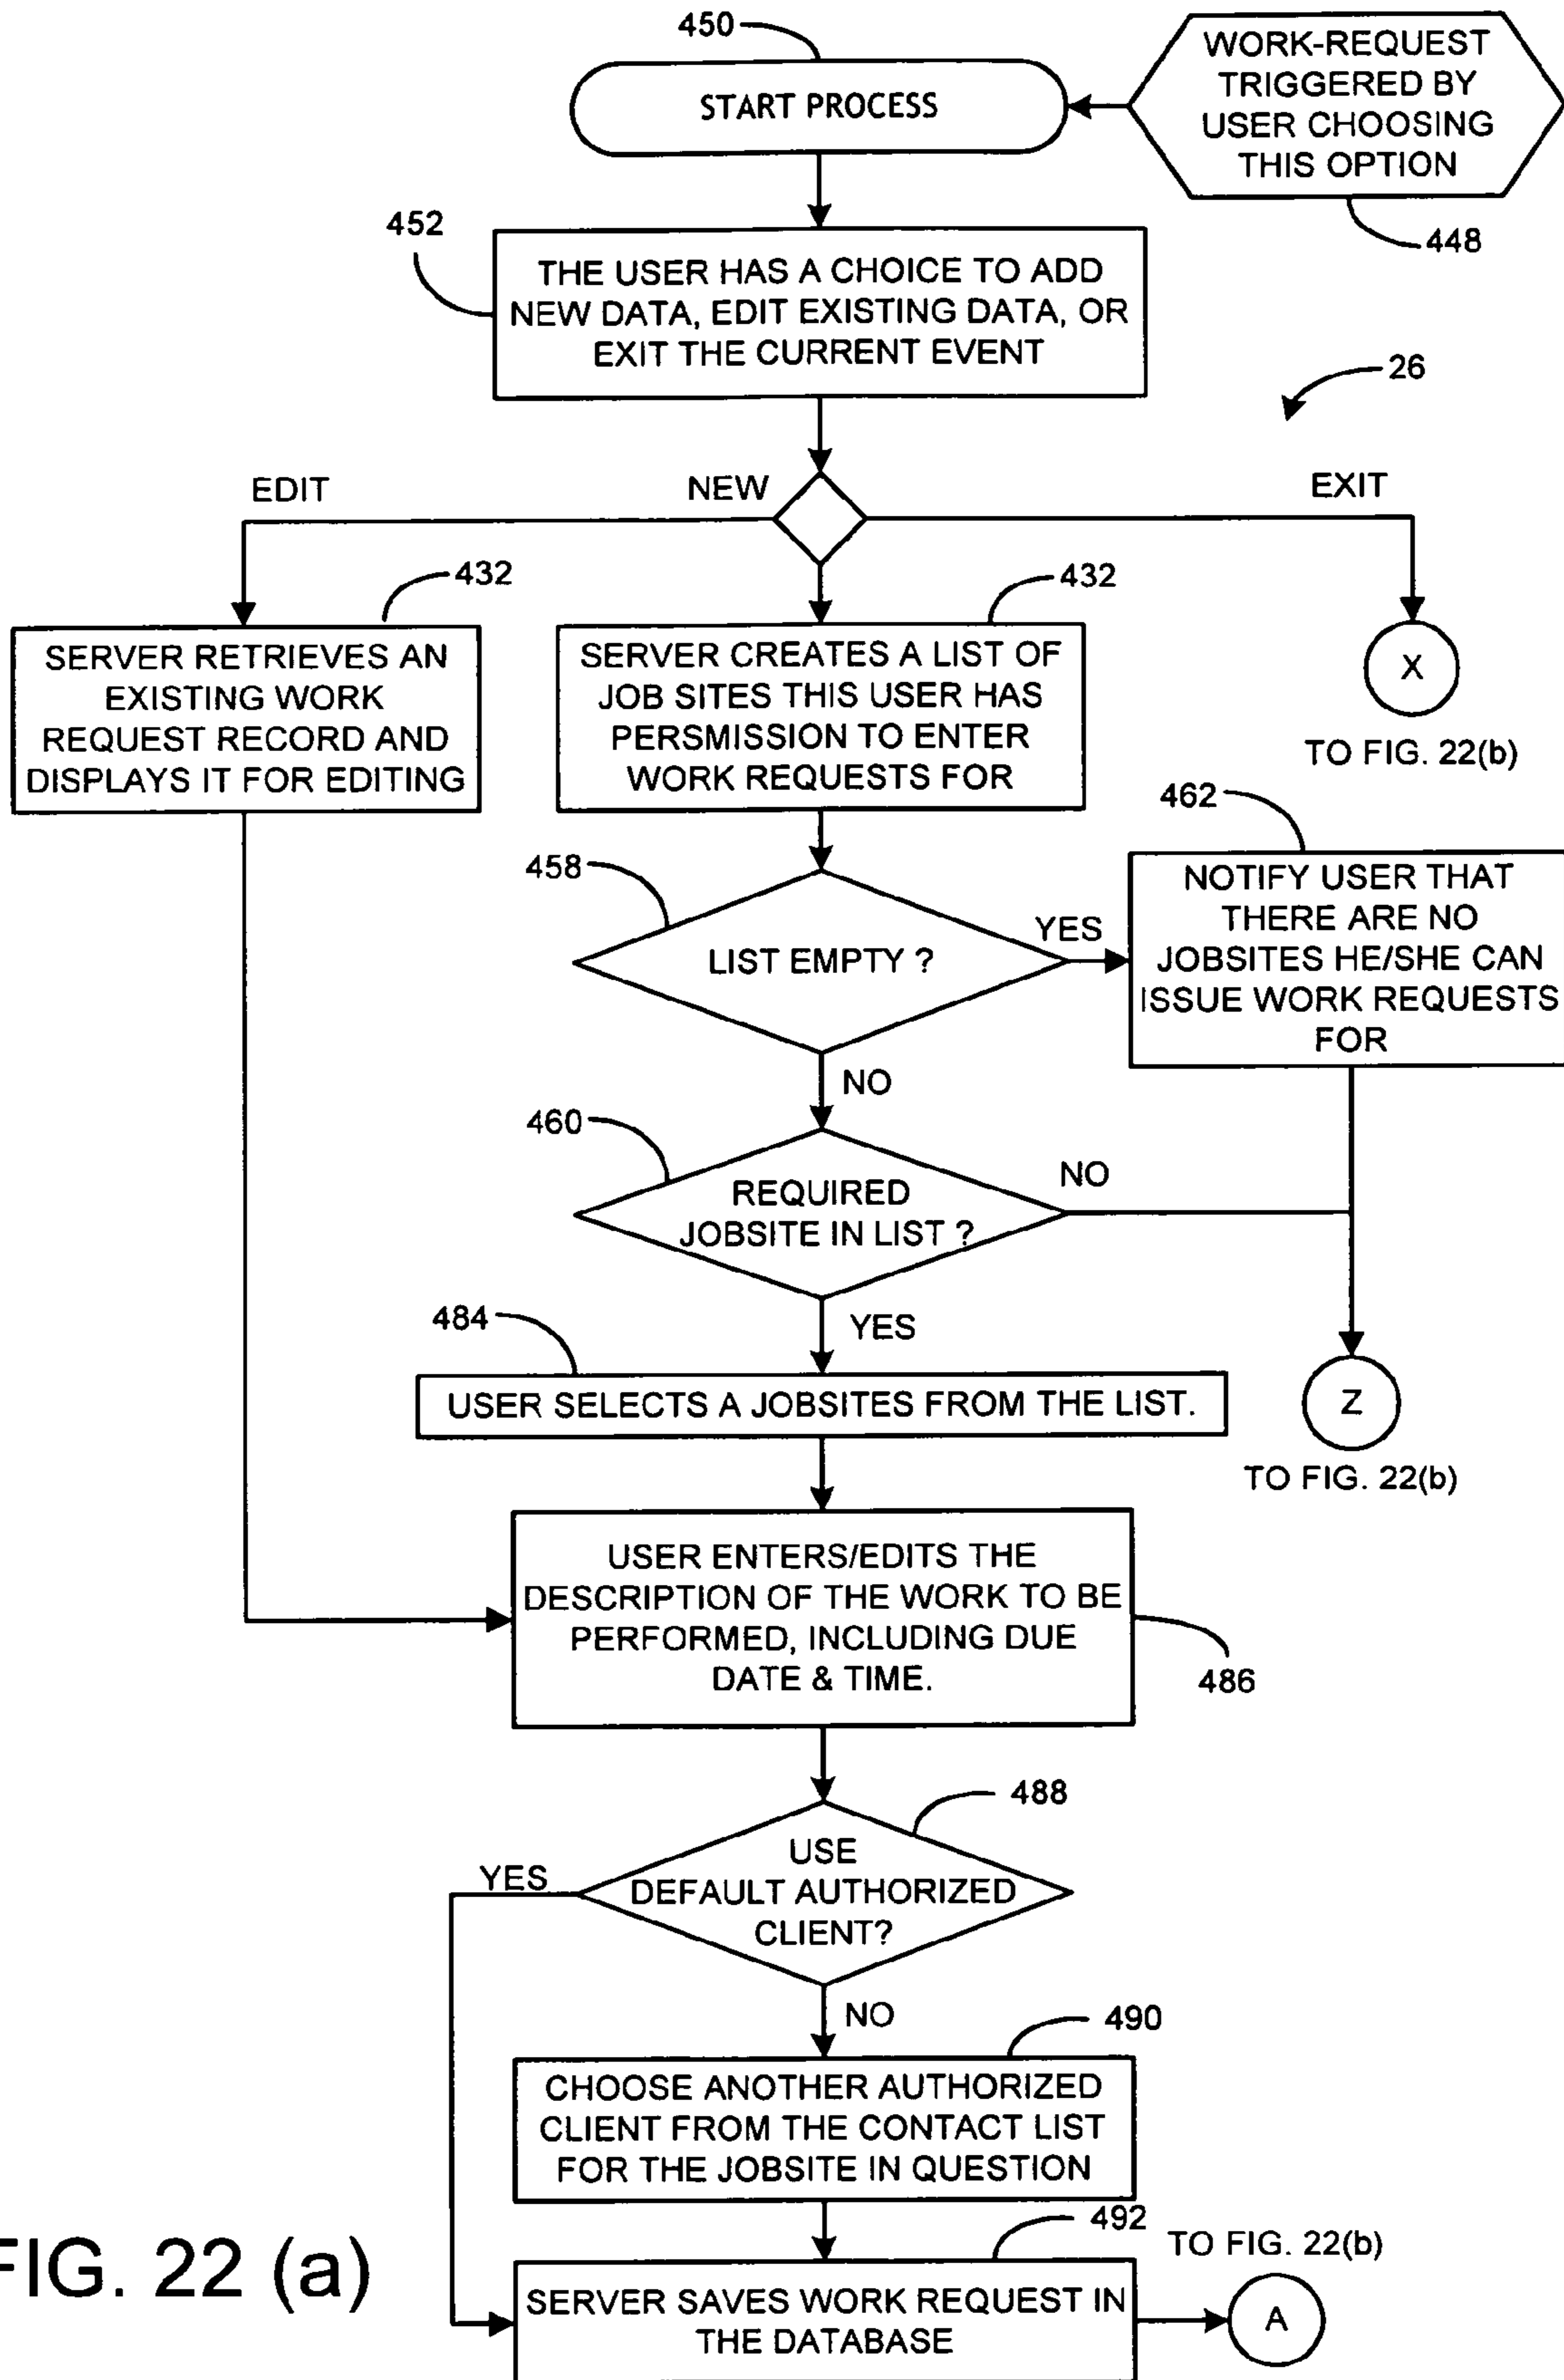 450
START PROCESS
WORK-REQUEST
TRIGGERED BY
USER CHOOSING
THIS OPTION
448
452
THE USER HAS A CHOICE TO ADD
NEW DATA, EDIT EXISTING DATA, OR
EXIT THE CURRENT EVENT
26
EDIT
NEW
EXIT
432
SERVER RETRIEVES AN
EXISTING WORK
REQUEST RECORD AND
DISPLAYS IT FOR EDITING
432
SERVER CREATES A LIST OF
JOB SITES THIS USER HAS
PERSMISSION TO ENTER
WORK REQUESTS FOR
X
TO FIG. 22(b)
458
LIST EMPTY ?
YES
462
NOTIFY USER THAT
THERE ARE NO
JOBSITES HE/SHE CAN
ISSUE WORK REQUESTS
FOR
NO
460
REQUIRED
JOBSITE IN LIST ?
NO
YES
484
USER SELECTS A JOBSITES FROM THE LIST.
Z
TO FIG. 22(b)
USER ENTERS/EDITS THE
DESCRIPTION OF THE WORK TO BE
PERFORMED, INCLUDING DUE
DATE & TIME.
486
488
USE
DEFAULT AUTHORIZED
CLIENT?
YES
NO
490
CHOOSE ANOTHER AUTHORIZED
CLIENT FROM THE CONTACT LIST
FOR THE JOBSITE IN QUESTION
492
SERVER SAVES WORK REQUEST IN
THE DATABASE
TO FIG. 22(b)
A
FIG. 22 (a)